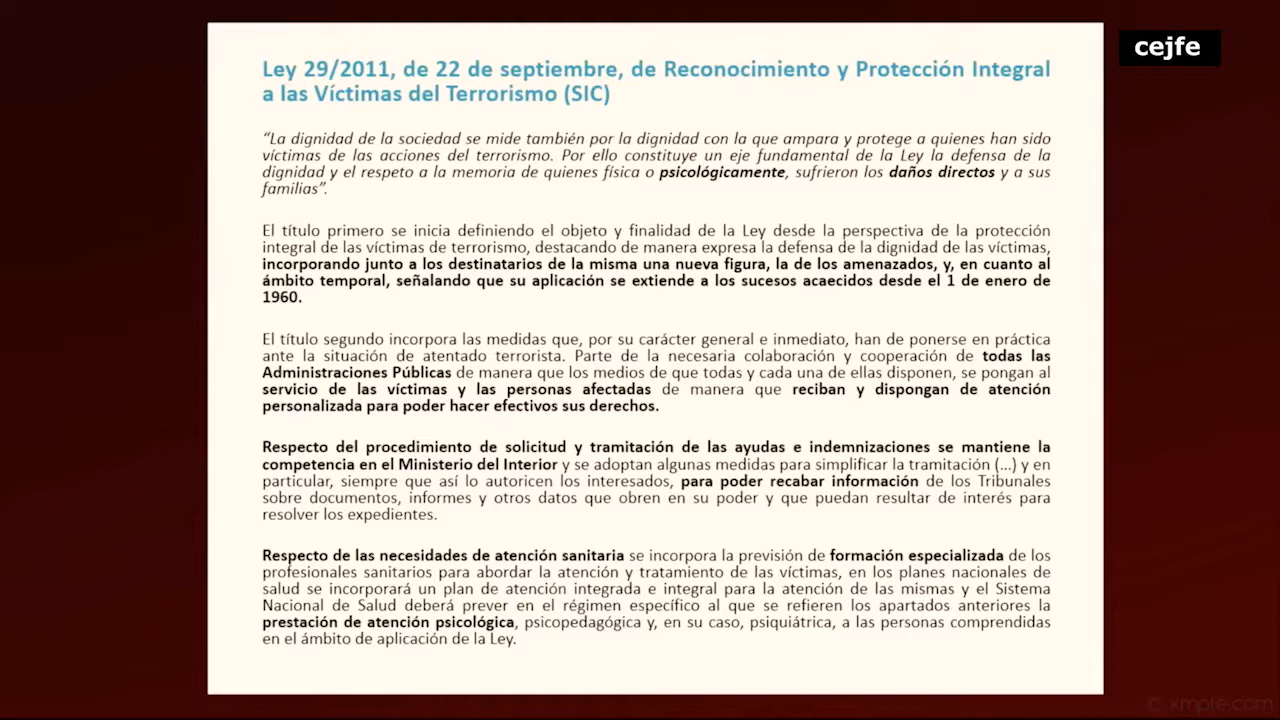 cejfe
Ley 29/2011, de 22 de septiembre, de Reconocimiento y Protección Integral
a las Víctimas del Terrorismo (SIC)
“La dignidad de la sociedad se mide también por la dignidad con la que ampara y protege a quienes han sido
víctimas de las acciones del terrorismo. Por ello constituye un eje fundamental de la Ley la defensa de la
dignidad y el respeto a la memoria de quienes física o psicológicamente, sufrieron los daños directos y a sus
familias”.
El título primero se inicia definiendo el objeto y finalidad de la Ley desde la perspectiva de la protección
integral de las víctimas de terrorismo, destacando de manera expresa la defensa de la dignidad de las víctimas,
incorporando junto a los destinatarios de la misma una nueva figura, la de los amenazados, y, en cuanto al
ámbito temporal, señalando que su aplicación se extiende a los sucesos acaecidos desde el 1 de enero de
1960.
El título segundo incorpora las medidas que, por su carácter general e inmediato, han de ponerse en práctica
ante la situación de atentado terrorista. Parte de la necesaria colaboración y cooperación de todas las
Administraciones Públicas de manera que los medios de que todas y cada una de ellas disponen, se pongan al
servicio de las víctimas y las personas afectadas de manera que reciban y dispongan de atención
personalizada para poder hacer efectivos sus derechos.
Respecto del procedimiento de solicitud y tramitación de las ayudas e indemnizaciones se mantiene la
competencia en el Ministerio del Interior y se adoptan algunas medidas para simplificar la tramitación (...) y en
particular, siempre que así lo autoricen los interesados, para poder recabar información de los Tribunales
sobre documentos, informes y otros datos que obren en su poder y que puedan resultar de interés para
resolver los expedientes.
Respecto de las necesidades de atención sanitaria se incorpora la previsión de formación especializada de los
profesionales sanitarios para abordar la atención y tratamiento de las víctimas, en los planes nacionales de
salud se incorporará un plan de atención integrada e integral para la atención de las mismas y el Sistema
Nacional de Salud deberá prever en el régimen específico al que se refieren los apartados anteriores la
prestación de atención psicológica, psicopedagógica y, en su caso, psiquiátrica, a las personas comprendidas
en el ámbito de aplicación de la Ley.
© xmple.com